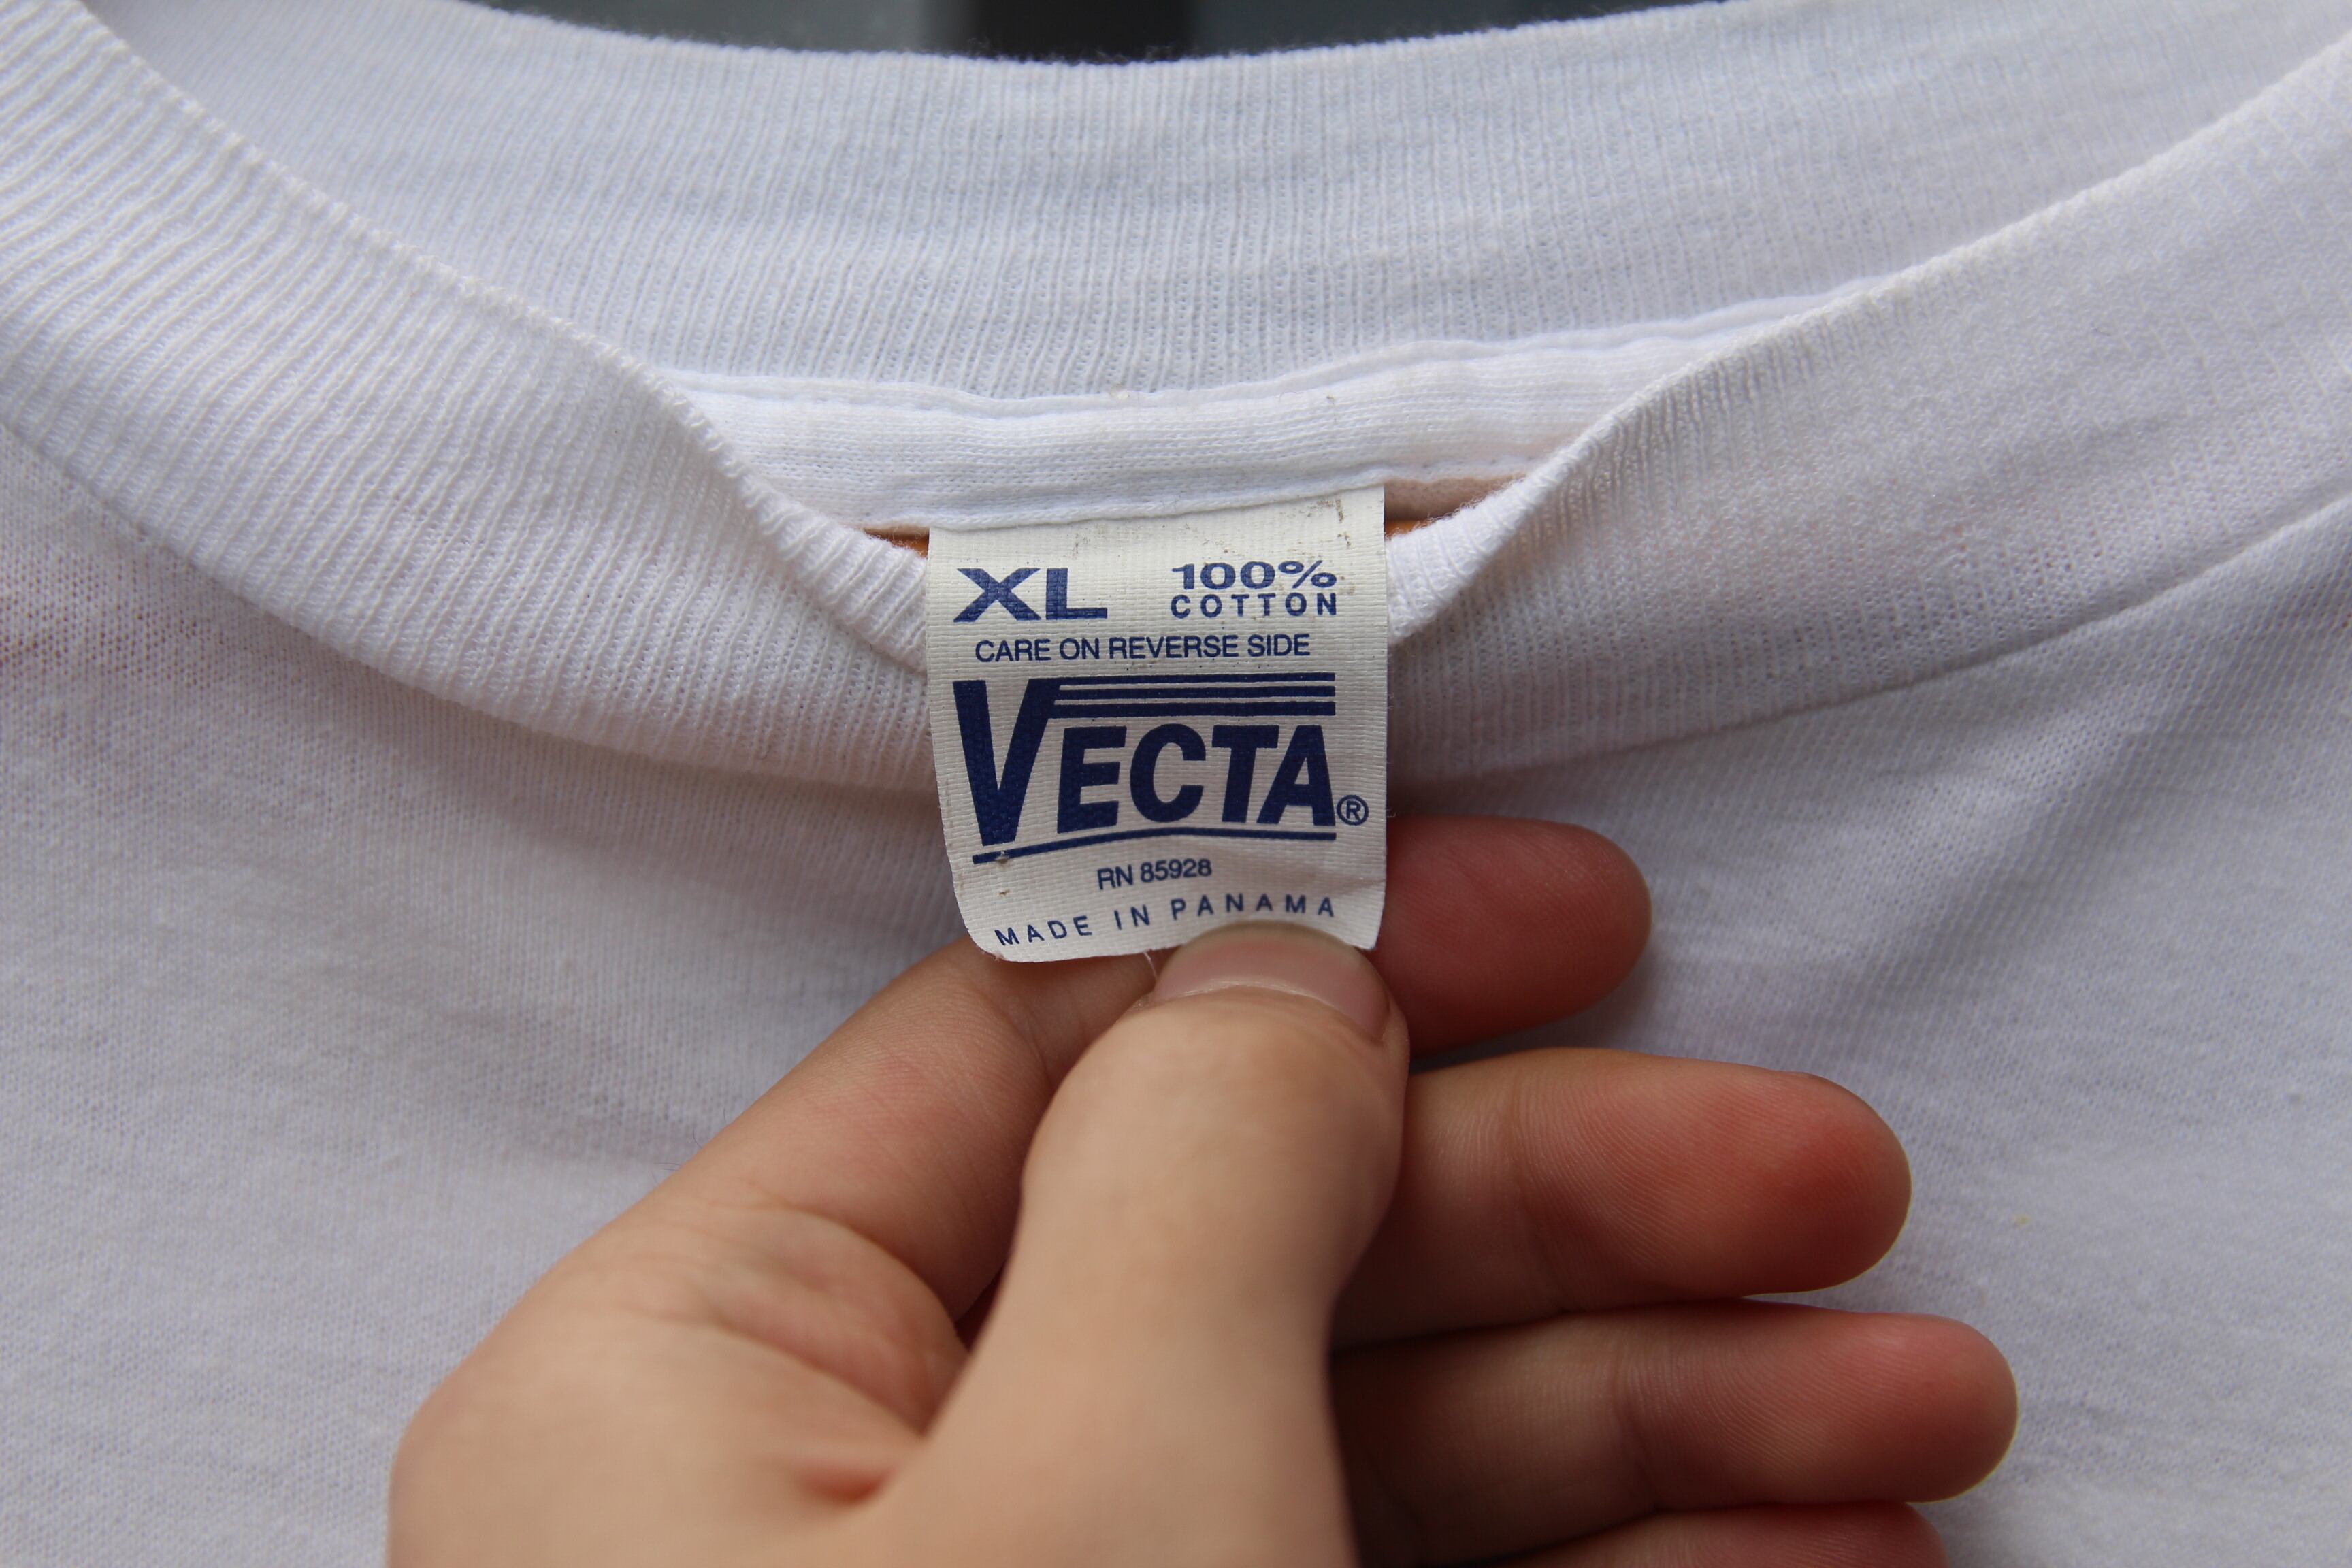 XL 100%
COTTON
CARE ON REVERSE SIDE
VECTA®
RN 85928
MADE IN PANAMA